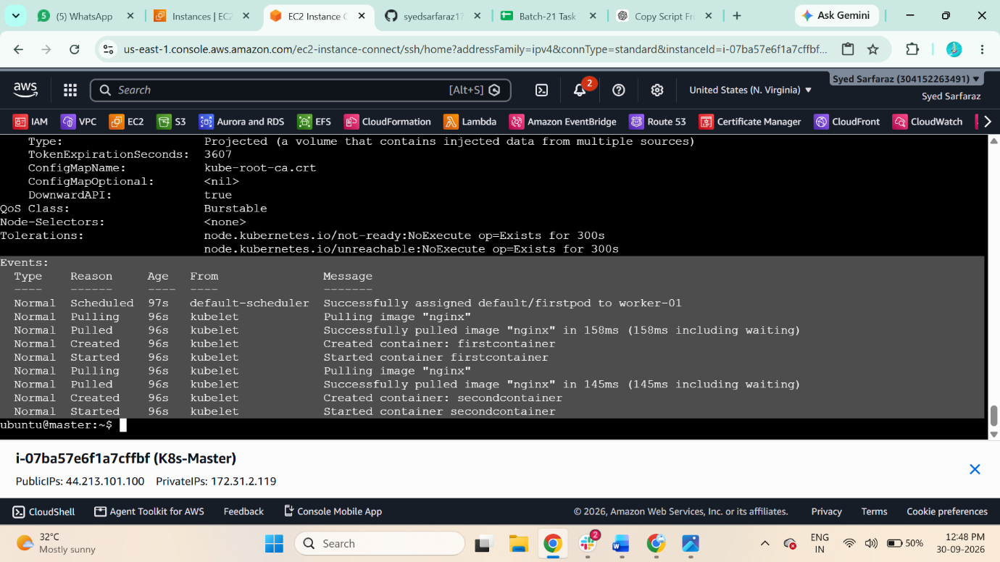 (5) WhatsApp
Instances | EC2
EC2 Instance C
syedsarfaraz17
Batch-21 Task
Copy Script Fro
Ask Gemini
us-east-1.console.aws.amazon.com/ec2-instance-connect/ssh/home?addressFamily=ipv4&connType=standard&instanceId=i-07ba57e6f1a7cffbf...
aws
Search [Alt+S]
2
United States (N. Virginia)
Syed Sarfaraz (304152263491)
Syed Sarfaraz
IAM VPC EC2 S3 Aurora and RDS EFS CloudFormation Lambda Amazon EventBridge Route 53 Certificate Manager CloudFront CloudWatch
Type: Projected (a volume that contains injected data from multiple sources)
TokenExpirationSeconds: 3607
ConfigMapName: kube-root-ca.crt
ConfigMapOptional: <nil>
DownwardAPI: true
QoS Class: Burstable
Node-Selectors: <none>
Tolerations: node.kubernetes.io/not-ready:NoExecute op=Exists for 300s
node.kubernetes.io/unreachable:NoExecute op=Exists for 300s
Events:
Type Reason Age From Message
---- ------ ---- ---- -------
Normal Scheduled 97s default-scheduler Successfully assigned default/firstpod to worker-01
Normal Pulling 96s kubelet Pulling image "nginx"
Normal Pulled 96s kubelet Successfully pulled image "nginx" in 158ms (158ms including waiting)
Normal Created 96s kubelet Created container: firstcontainer
Normal Started 96s kubelet Started container firstcontainer
Normal Pulling 96s kubelet Pulling image "nginx"
Normal Pulled 96s kubelet Successfully pulled image "nginx" in 145ms (145ms including waiting)
Normal Created 96s kubelet Created container: secondcontainer
Normal Started 96s kubelet Started container secondcontainer
ubuntu@master:~$
i-07ba57e6f1a7cffbf (K8s-Master)
PublicIPs: 44.213.101.100 PrivateIPs: 172.31.2.119
CloudShell Agent Toolkit for AWS Feedback Console Mobile App © 2026, Amazon Web Services, Inc. or its affiliates. Privacy Terms Cookie preferences
32°C
Mostly sunny
Search
2
ENG
IN
50%
12:48 PM
30-09-2026